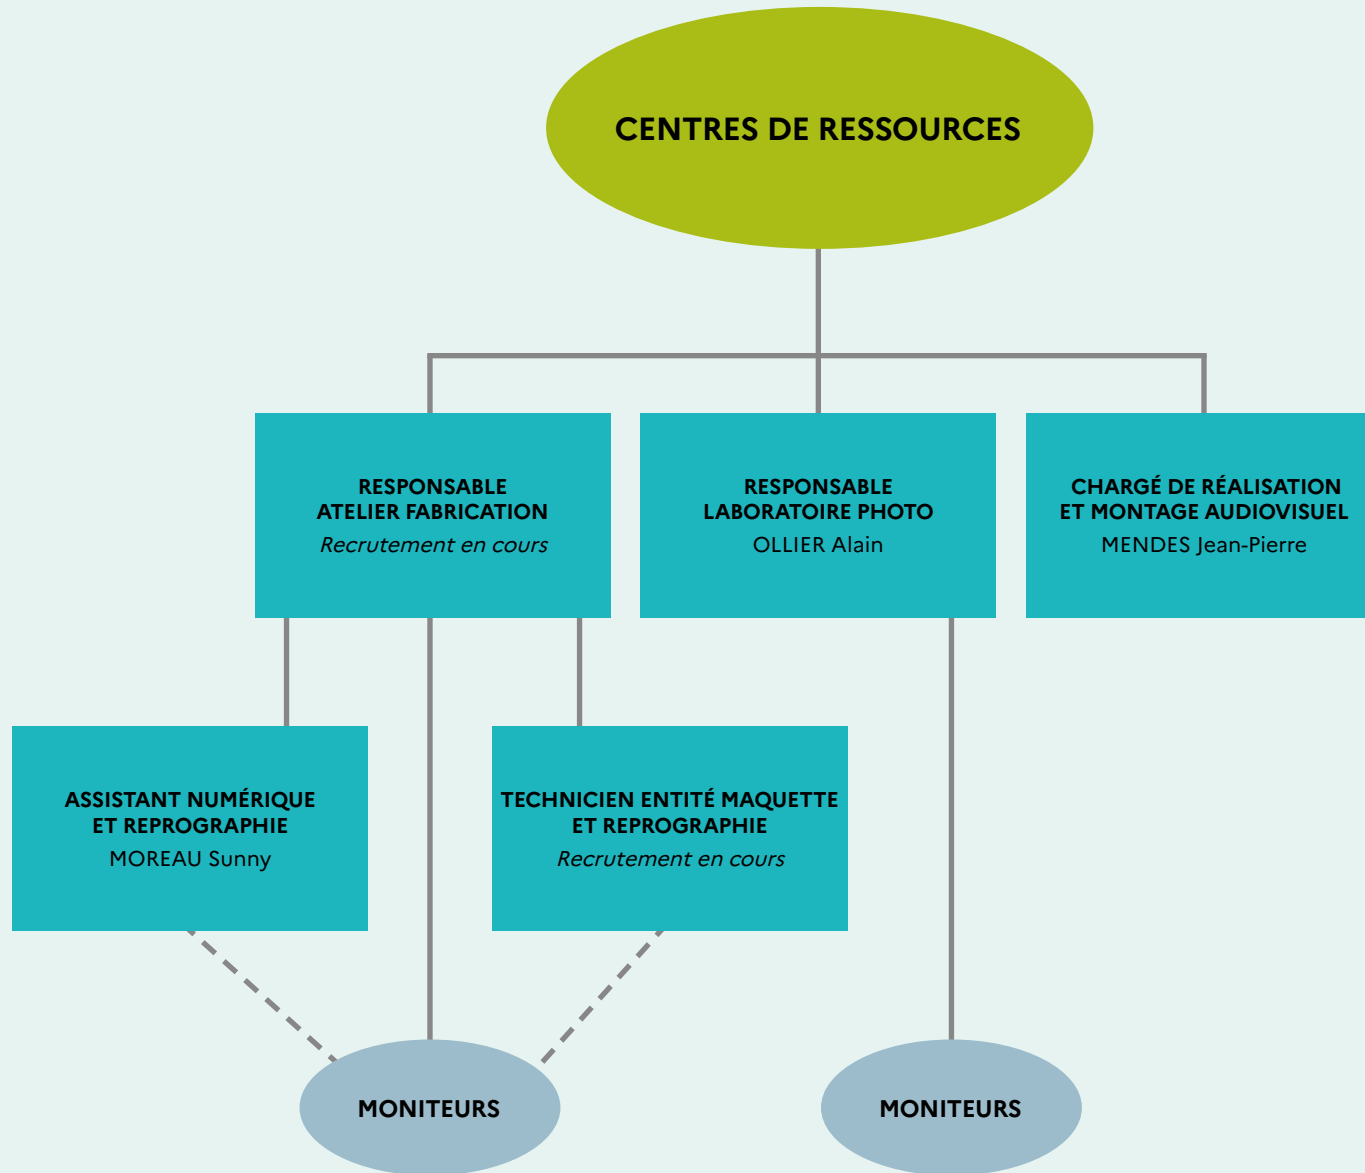 CENTRES DE RESSOURCES
RESPONSABLE
ATELIER FABRICATION
Recrutement en cours
RESPONSABLE
LABORATOIRE PHOTO
OLLIER Alain
CHARGÉ DE RÉALISATION
ET MONTAGE AUDIOVISUEL
MENDES Jean-Pierre
ASSISTANT NUMÉRIQUE
ET REPROGRAPHIE
MOREAU Sunny
TECHNICIEN ENTITÉ MAQUETTE
ET REPROGRAPHIE
Recrutement en cours
MONITEURS
MONITEURS